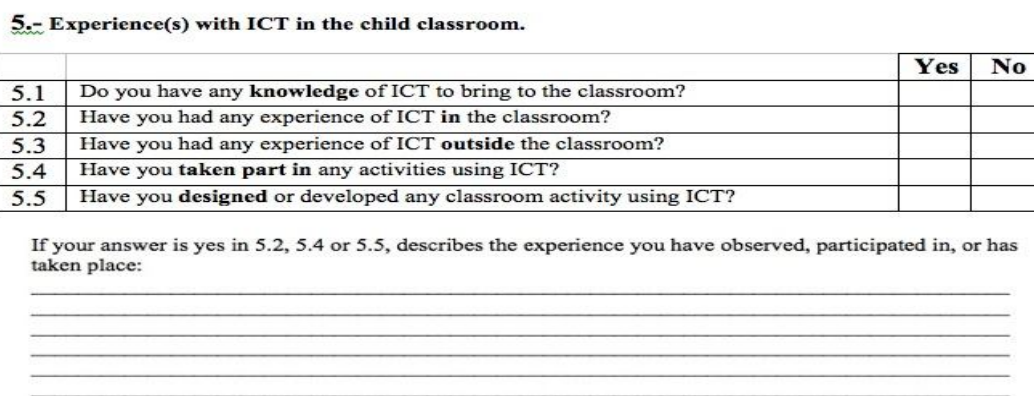 5.- Experience(s) with ICT in the child classroom.
Yes No
5.1 Do you have any knowledge of ICT to bring to the classroom?
5.2 Have you had any experience of ICT in the classroom?
5.3 Have you had any experience of ICT outside the classroom?
5.4 Have you taken part in any activities using ICT?
5.5 Have you designed or developed any classroom activity using ICT?
If your answer is yes in 5.2, 5.4 or 5.5, describes the experience you have observed, participated in, or has
taken place: